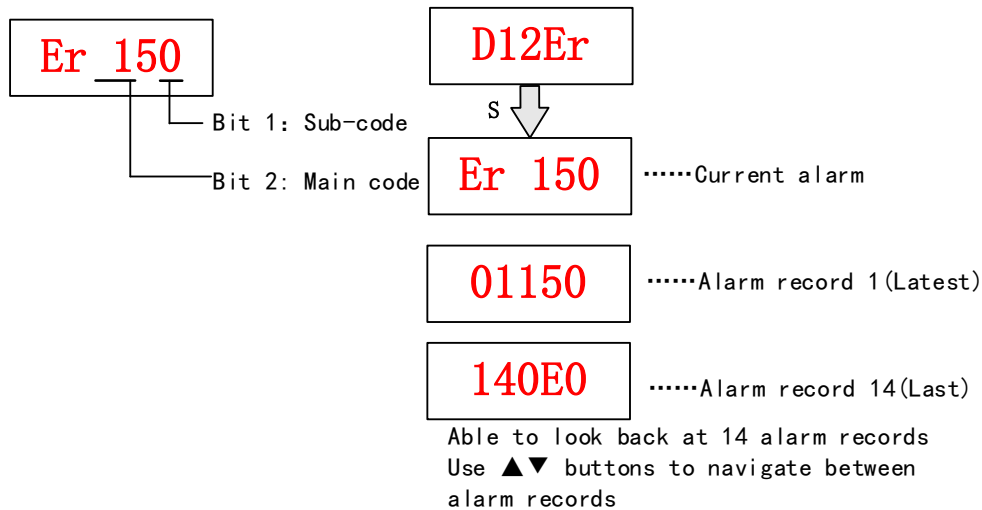 Er 150
Bit 1: Sub-code
Bit 2: Main code
D12Er
S
Er 150
······Current alarm
01150
······Alarm record 1(Latest)
140E0
······Alarm record 14(Last)
Able to look back at 14 alarm records
Use ▲▼ buttons to navigate between
alarm records